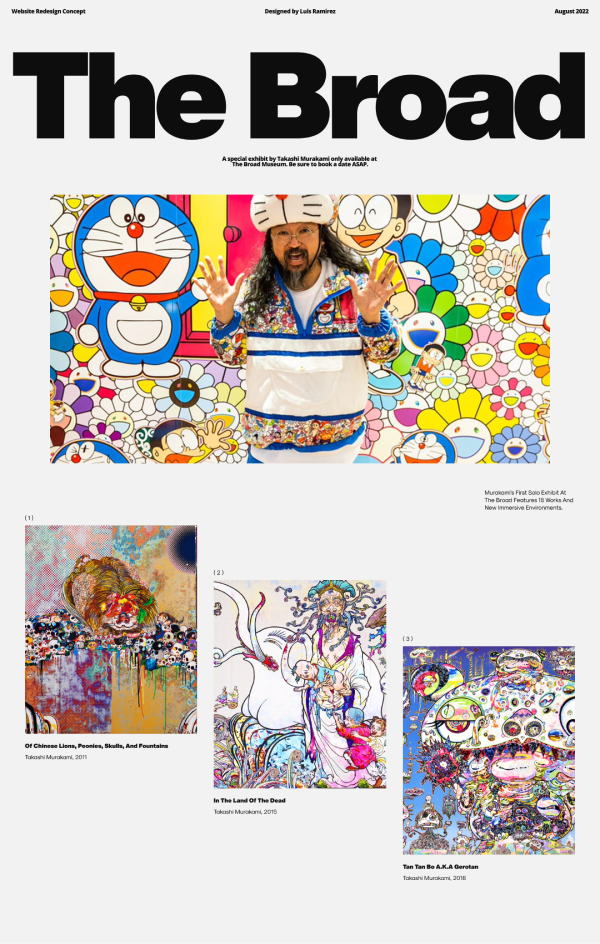 Website Redesign Concept
Designed by Luis Ramirez
August 2022
The Broad
A special exhibit by Takashi Murakami only available at
The Broad Museum. Be sure to book a date ASAP.
Murakami's First Solo Exhibit At
The Broad Features 18 Works And
New Immersive Environments.
(1)
Of Chinese Lions, Peonies, Skulls, And Fountains
Takashi Murakami, 2011
(2)
In The Land Of The Dead
Takashi Murakami, 2015
(3)
Tan Tan Bo A.K.A Gerotan
Takashi Murakami, 2018